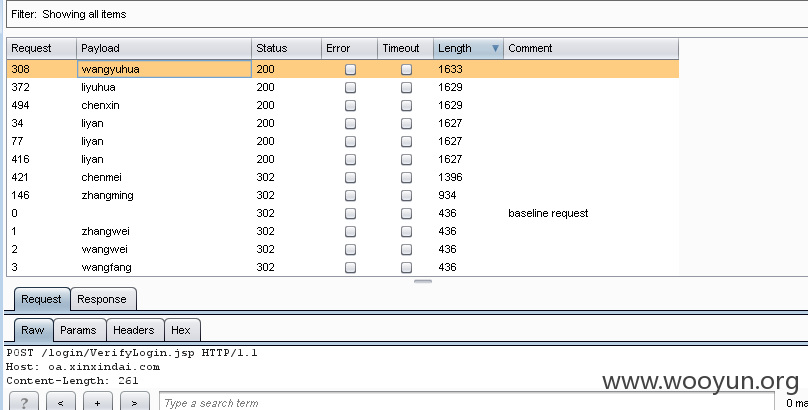 Filter: Showing all items
Request Payload Status Error Timeout Length ▼ Comment
308 wangyuhua 200 1633
372 liyuhua 200 1629
494 chenxin 200 1629
34 liyan 200 1627
77 liyan 200 1627
416 liyan 200 1627
421 chenmei 302 1396
146 zhangming 302 934
0 302 436 baseline request
1 zhangwei 302 436
2 wangwei 302 436
3 wangfang 302 436
Request Response
Raw Params Headers Hex
POST /login/VerifyLogin.jsp HTTP/1.1
Host: oa.xinxindai.com
Content-Length: 261
www.wooyun.org
? < + > Type a search term 0 ma